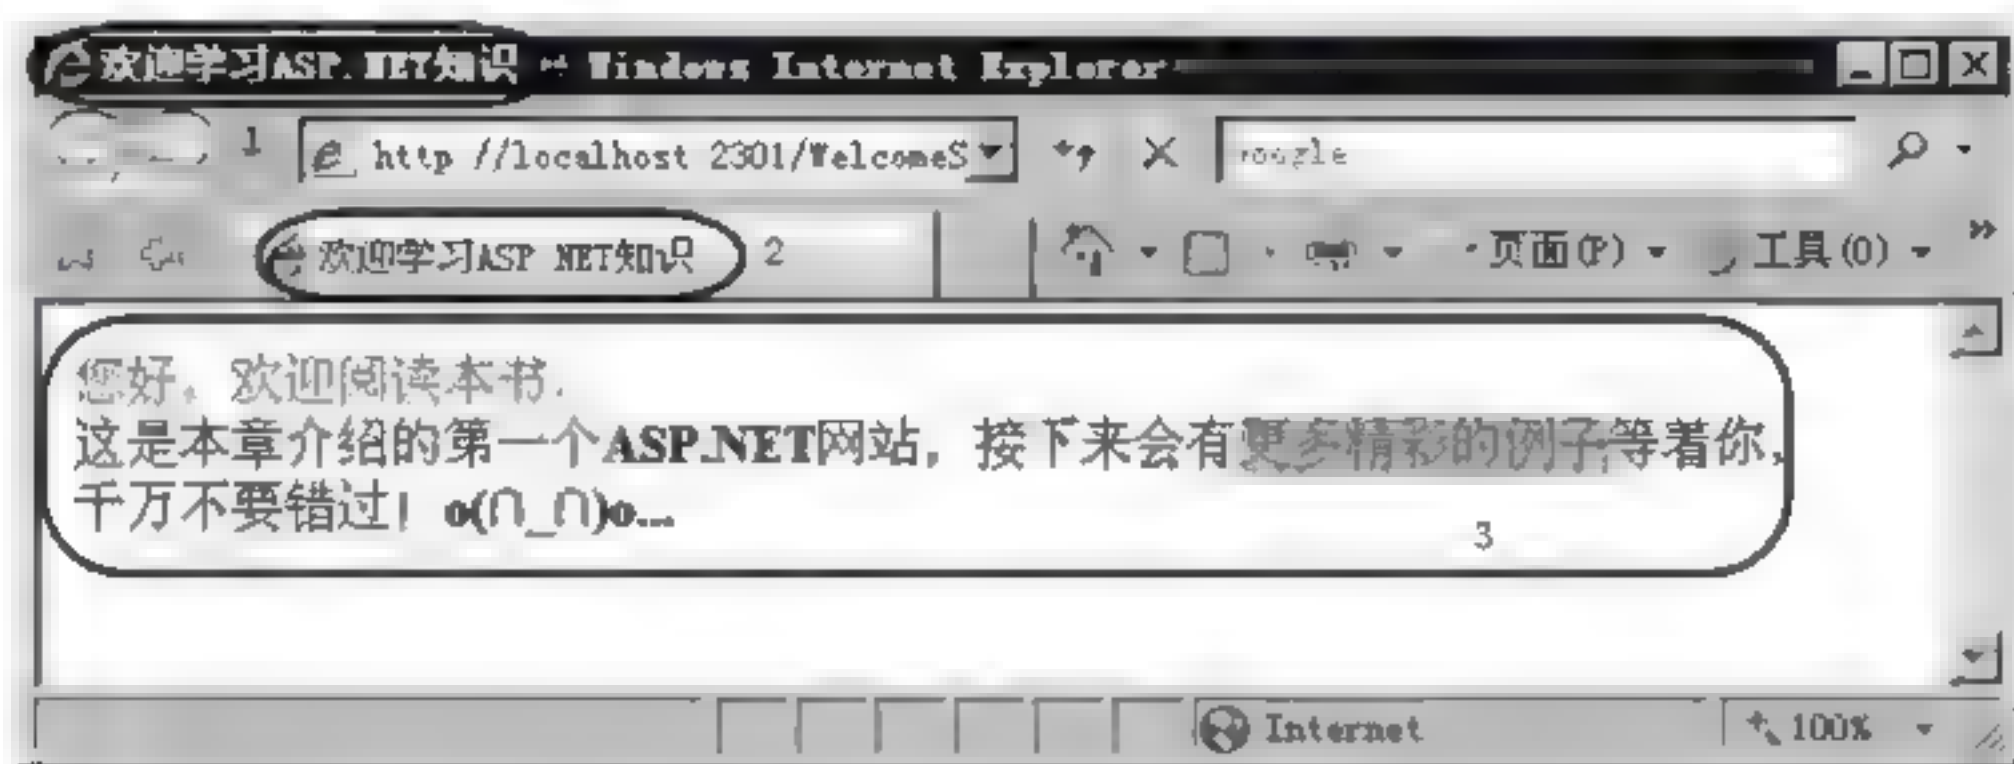 欢迎学习ASP.NET知识 - Windows Internet Explorer
1
http //localhost 2301/WelcomeS
欢迎学习ASP NET知识
2
页面(P)
工具(O)
您好，欢迎阅读本书.
这是本章介绍的第一个ASP.NET网站，接下来会有更多精彩的例子等着你，
千万不要错过！o(∩_∩)o...
3
Internet
100%